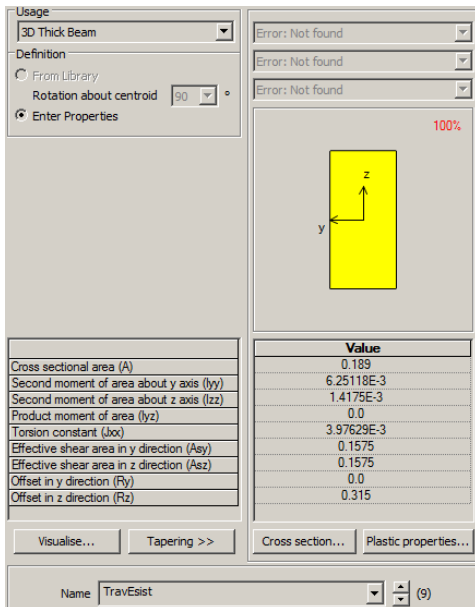 Usage
3D Thick Beam
Definition
From Library
Rotation about centroid 90 °
Enter Properties
Error: Not found
Error: Not found
Error: Not found
100%
z
y
Value
Cross sectional area (A) 0.189
Second moment of area about y axis (Iyy) 6.25118E-3
Second moment of area about z axis (Izz) 1.4175E-3
Product moment of area (Iyz) 0.0
Torsion constant (Jxx) 3.97629E-3
Effective shear area in y direction (Asy) 0.1575
Effective shear area in z direction (Asz) 0.1575
Offset in y direction (Ry) 0.0
Offset in z direction (Rz) 0.315
Visualise... Tapering >> Cross section... Plastic properties...
Name TravEsist (9)